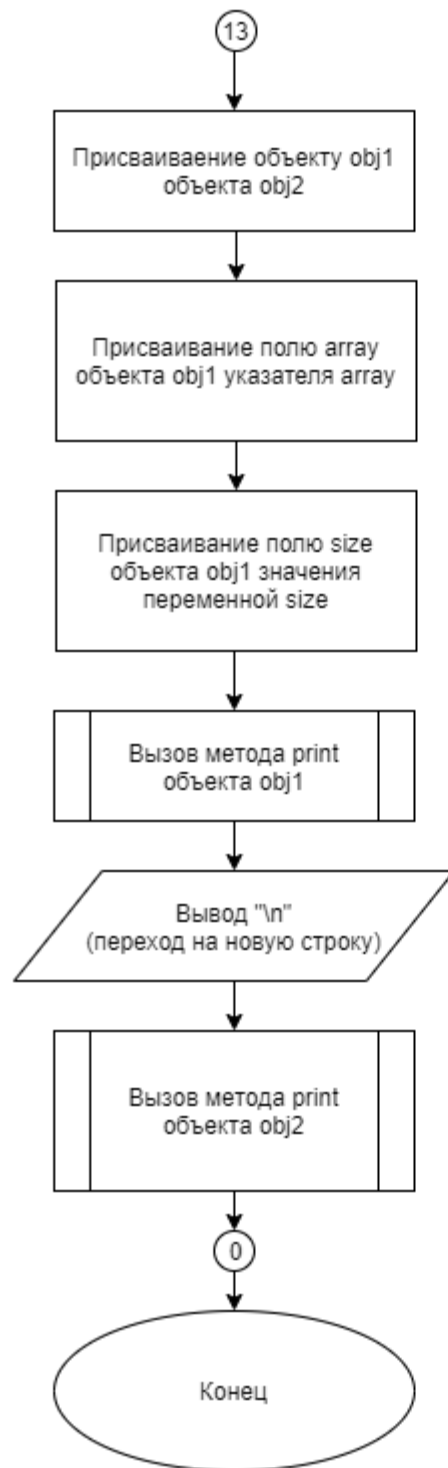 13
Присваиваение объекту obj1
объекта obj2
Присваивание полю array
объекта obj1 указателя array
Присваивание полю size
объекта obj1 значения
переменной size
Вызов метода print
объекта obj1
Вывод "\n"
(переход на новую строку)
Вызов метода print
объекта obj2
0
Конец